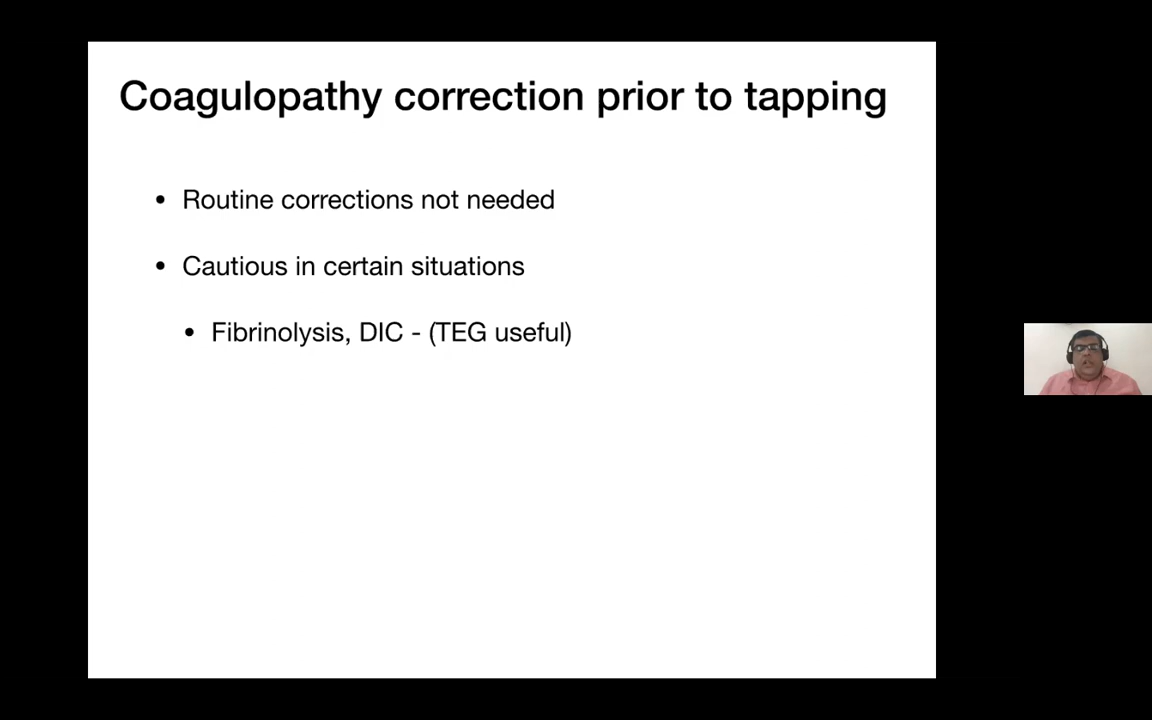 Coagulopathy correction prior to tapping
• Routine corrections not needed
• Cautious in certain situations
• Fibrinolysis, DIC - (TEG useful)